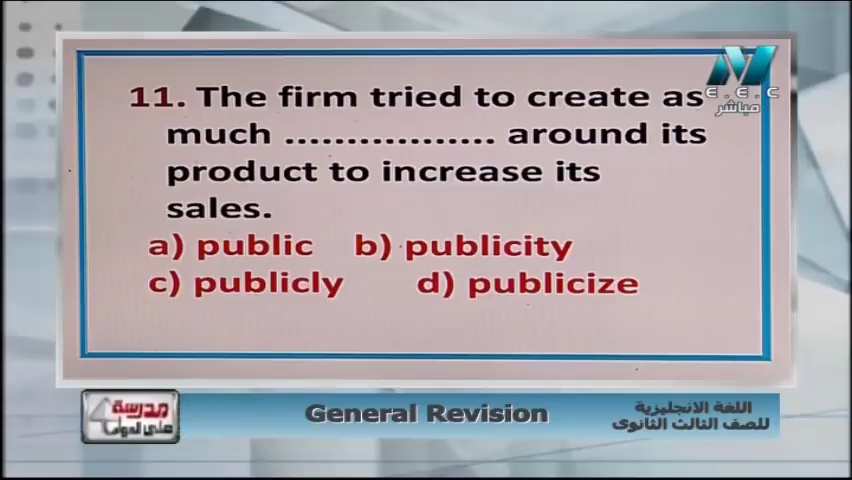 11. The firm tried to create as
much ................. around its
product to increase its
sales.
a) public b) publicity
c) publicly d) publicize
E.E.C
مباشر
مدرسة
على الهواء
General Revision
اللغة الانجليزية
للصف الثالث الثانوى